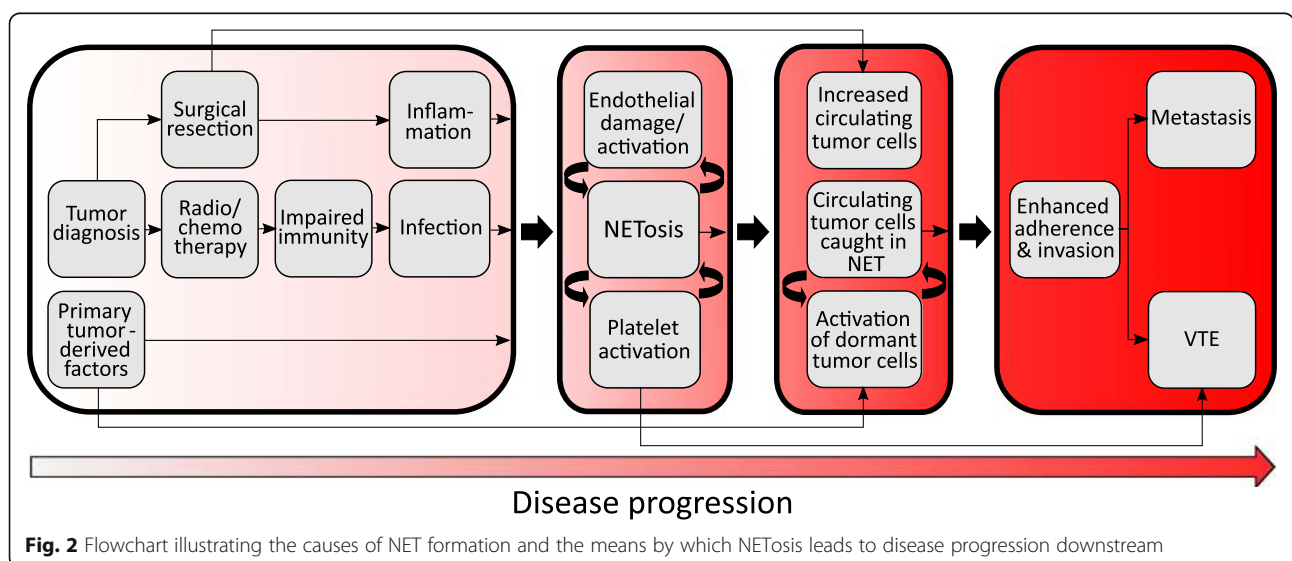 Surgical
resection
Inflam-
mation
Tumor
diagnosis
Radio/
chemo
therapy
Impaired
immunity
Infection
Primary
tumor-
derived
factors
Endothelial
damage/
activation
NETosis
Platelet
activation
Increased
circulating
tumor cells
Circulating
tumor cells
caught in
NET
Activation
of dormant
tumor cells
Enhanced
adherence
& invasion
Metastasis
VTE
Disease progression
Fig. 2 Flowchart illustrating the causes of NET formation and the means by which NETosis leads to disease progression downstream